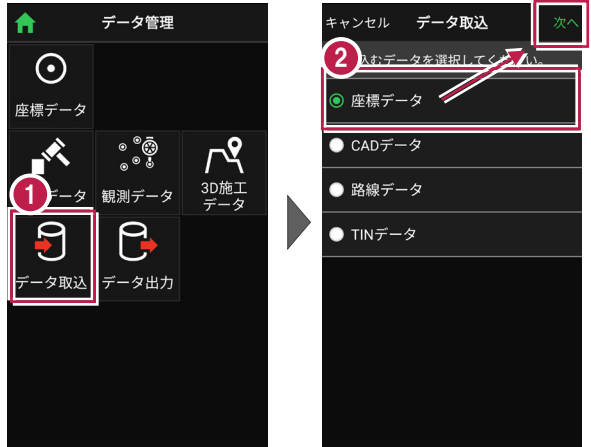 データ管理
座標データ
データ
観測データ
3D施工
データ
1
データ取込
データ出力
キャンセル
データ取込
次へ
2
込むデータを選択してください。
座標データ
CADデータ
路線データ
TINデータ